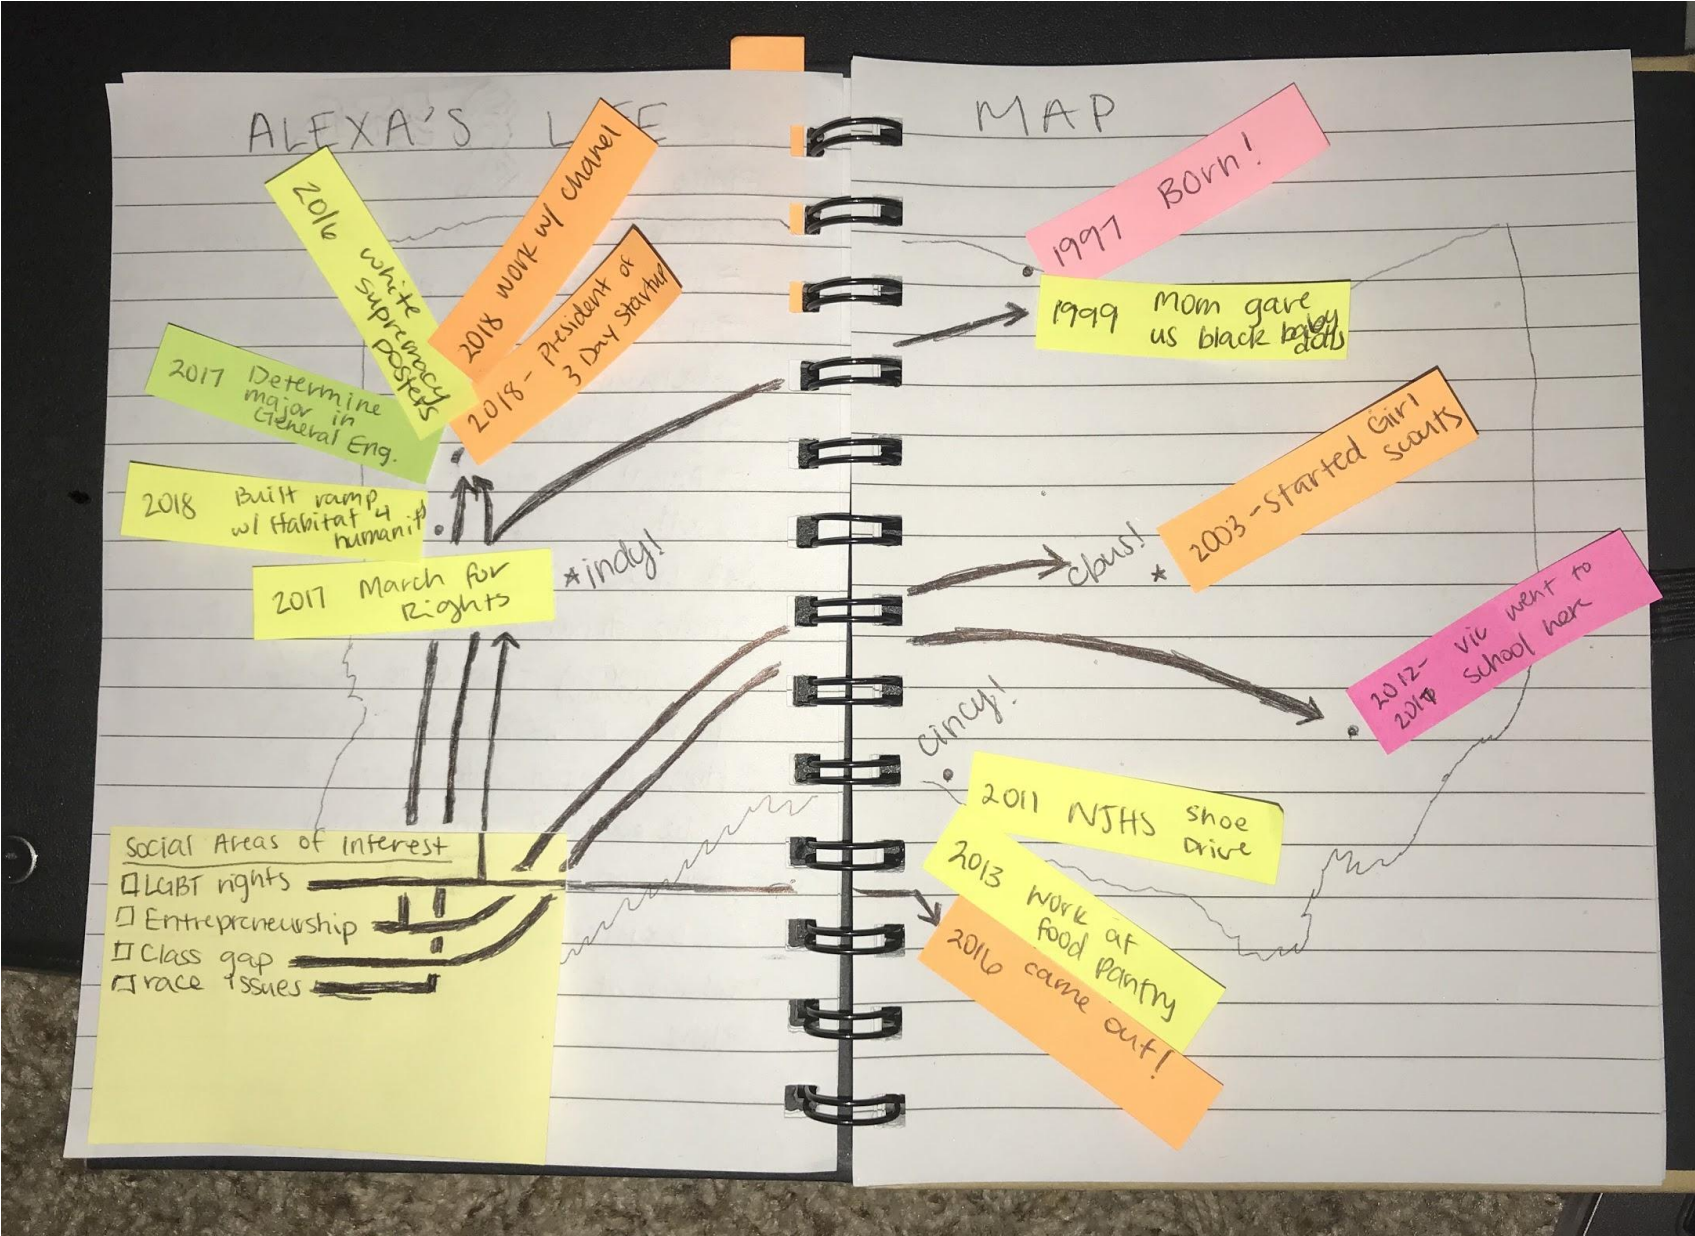 ALEXA'S L FE
MAP
2016 white
supremacy
posters
2018 work w/ chanel
2018 - President of
3 Day Startup
2017 Determine
major in
General Eng.
2018 Built ramp
w/ Habitat 4
humanity
2017 March for
Rights
*indy!
Social Areas of Interest
LGBT rights
Entrepreneurship
Class gap
race issues
1997 Born!
1999 Mom gave
us black baby
dolls
2003 - Started Girl
scouts
cbus! *
2012- vic went to
school here
cincy!
2011 NJHS Shoe
Drive
2013 work at
food pantry
2016 came out!